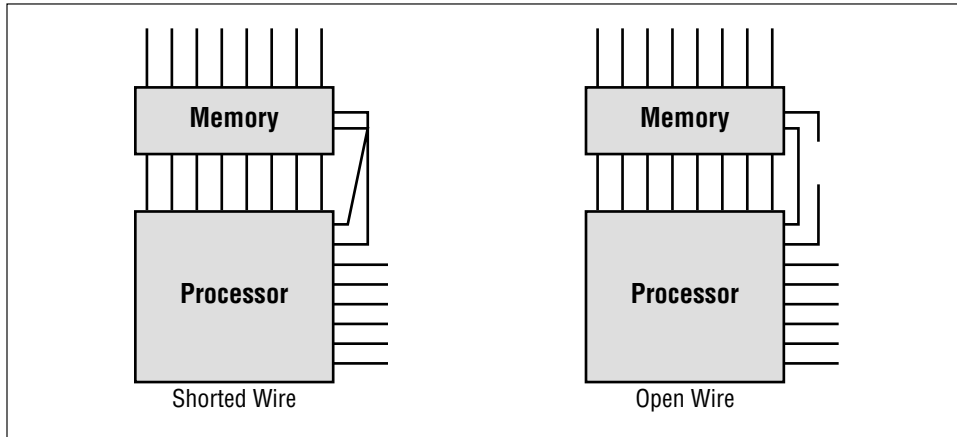 Memory
Processor
Shorted Wire
Memory
Processor
Open Wire